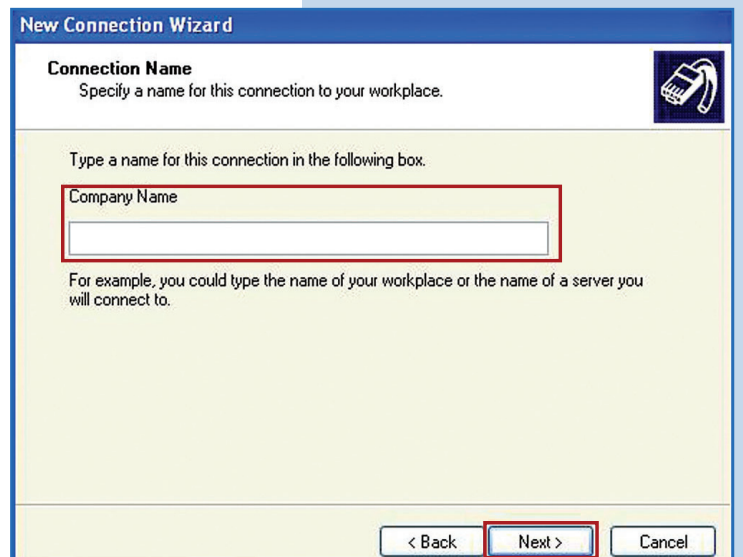 New Connection Wizard
Connection Name
Specify a name for this connection to your workplace.
Type a name for this connection in the following box.
Company Name
For example, you could type the name of your workplace or the name of a server you
will connect to.
< Back
Next >
Cancel